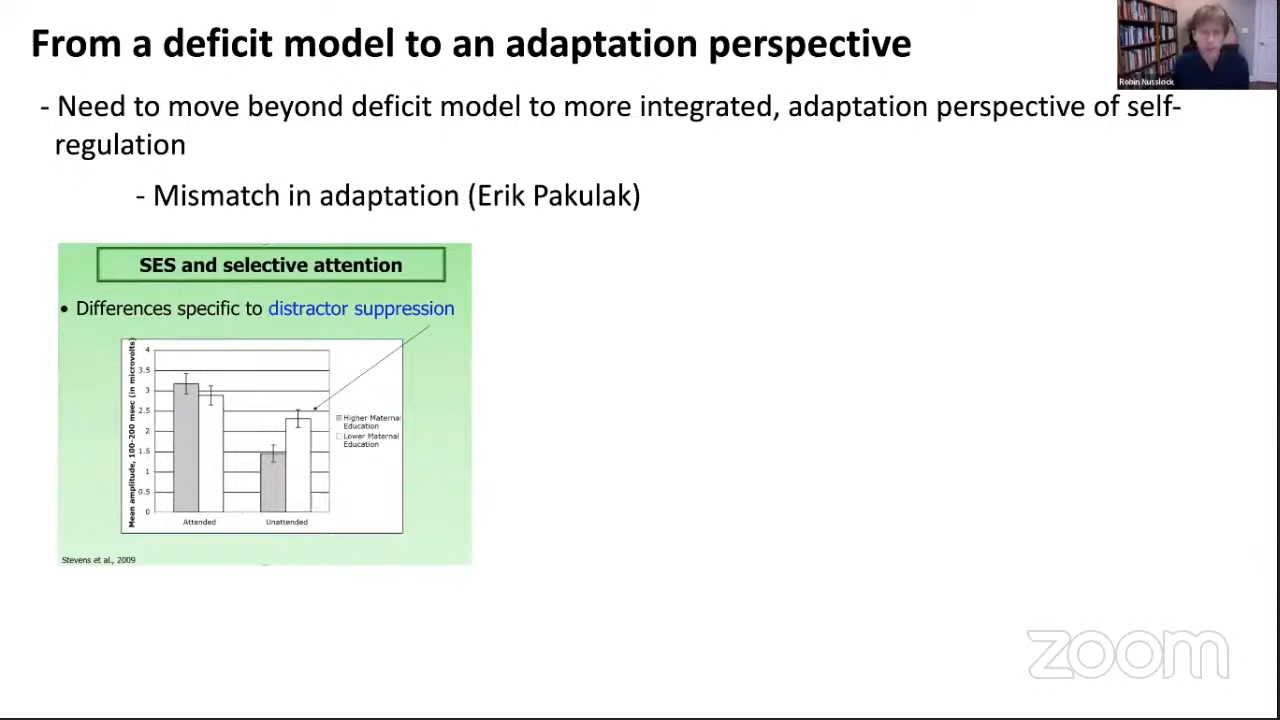 From a deficit model to an adaptation perspective
Robin Nusslock
- Need to move beyond deficit model to more integrated, adaptation perspective of self-
regulation
- Mismatch in adaptation (Erik Pakulak)
SES and selective attention
• Differences specific to distractor suppression
Mean amplitude, 100-200 msec (in microvolts)
4
3.5
3
2.5
2
1.5
1
0.5
0
Attended
Unattended
Higher Materna
Education
Lower Maternal
Education
Stevens et al., 2009
zoom